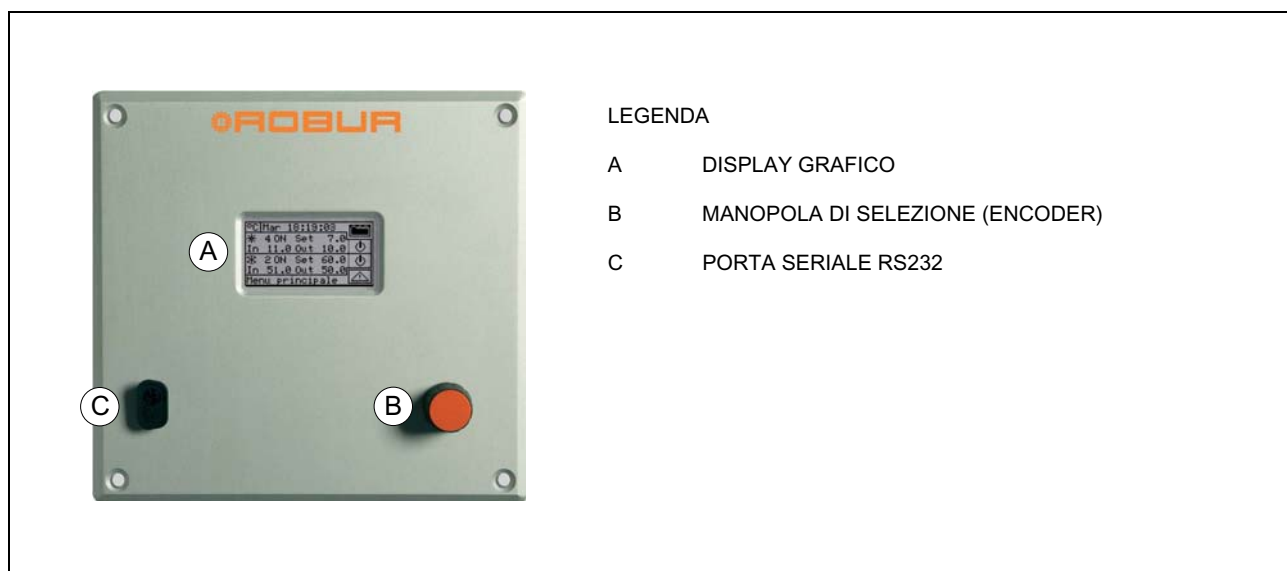 ROBUR
°C Mar 18:19:03
4 ON Set 7.0
In 11.0 Out 10.0
2 ON Set 60.0
In 51.0 Out 50.0
Menu principale
A
B
C
LEGENDA
A DISPLAY GRAFICO
B MANOPOLA DI SELEZIONE (ENCODER)
C PORTA SERIALE RS232